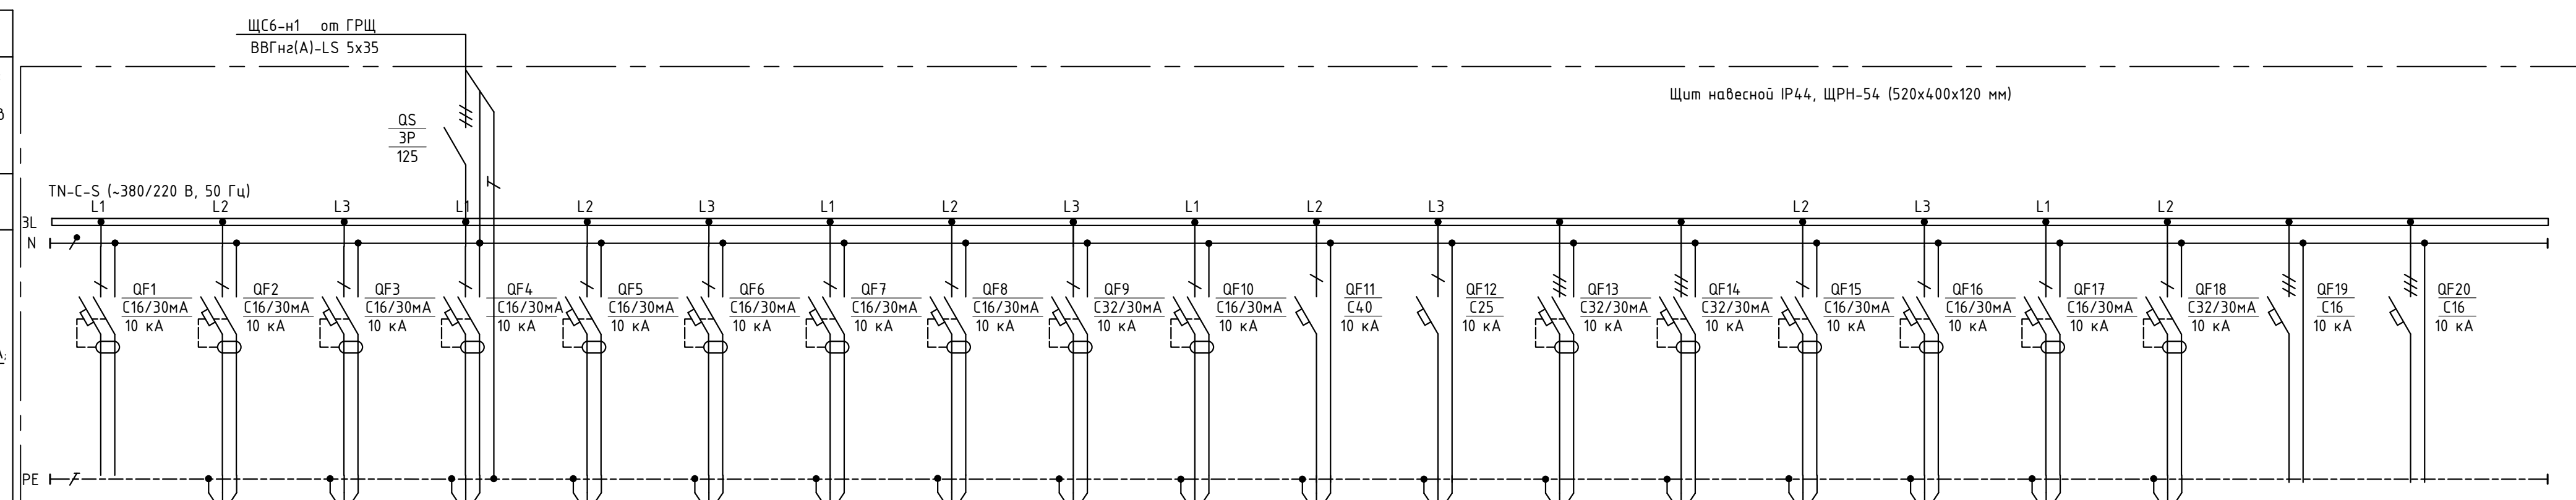 ЩС6-н1 от ГРЩ
ВВГнг(А)-LS 5х35
Щит навесной IP44, ЩРН-54 (520х400х120 мм)
QS
3P
125
TN-C-S (~380/220 В, 50 Гц)
L1 L2 L3 L1 L2 L3 L1 L2 L3 L1 L2 L3 L2 L3 L1 L2
3L
N
QF1 QF2 QF3 QF4 QF5 QF6 QF7 QF8 QF9 QF10 QF11 QF12 QF13 QF14 QF15 QF16 QF17 QF18 QF19 QF20
C16/30мА C16/30мА C16/30мА C16/30мА C16/30мА C16/30мА C16/30мА C16/30мА C32/30мА C16/30мА C40 C25 C32/30мА C32/30мА C16/30мА C16/30мА C16/30мА C32/30мА C16 C16
10 кА 10 кА 10 кА 10 кА 10 кА 10 кА 10 кА 10 кА 10 кА 10 кА 10 кА 10 кА 10 кА 10 кА 10 кА 10 кА 10 кА 10 кА 10 кА 10 кА
PE